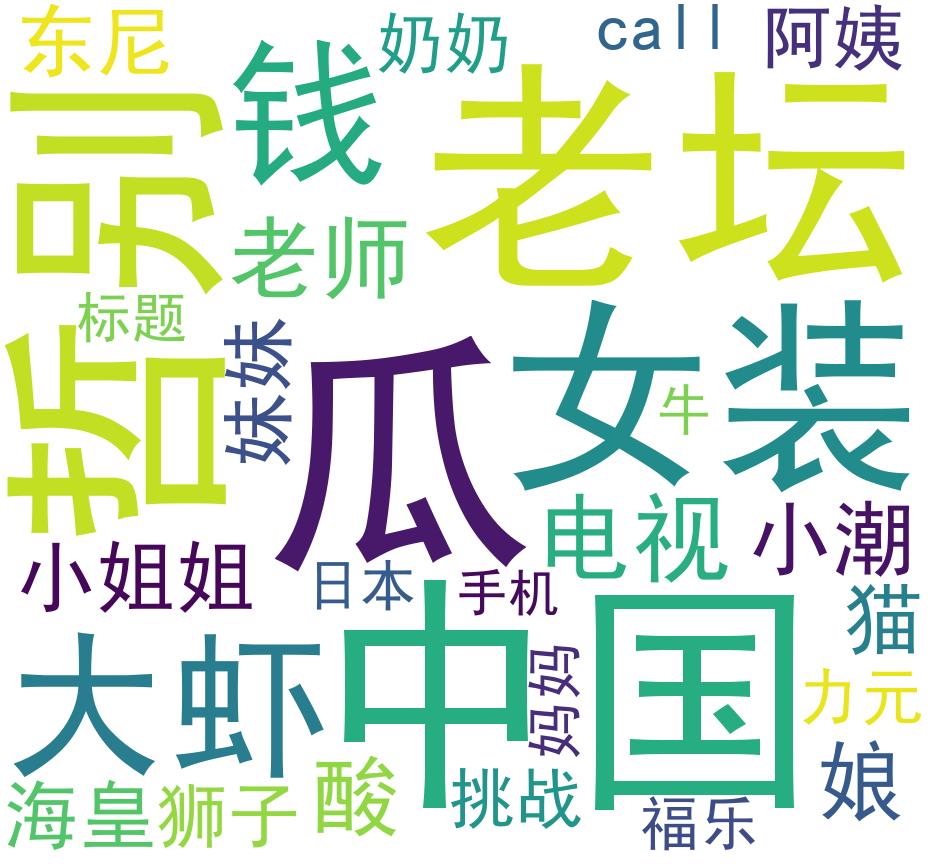 东尼
奶奶
call
阿姨
别
钱
老坛
老师
标题
哲
妹妹
瓜
女装
牛
电视
小潮
小姐姐
日本
手机
中国
猫
大虾
妈妈
力元
娘
海皇
狮子
酸
挑战
福乐